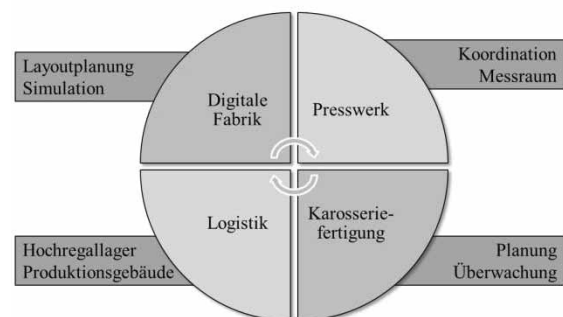 Layoutplanung
Simulation
Digitale
Fabrik
Presswerk
Koordination
Messraum
Hochregallager
Produktionsgebäude
Logistik
Karosserie-
fertigung
Planung
Überwachung